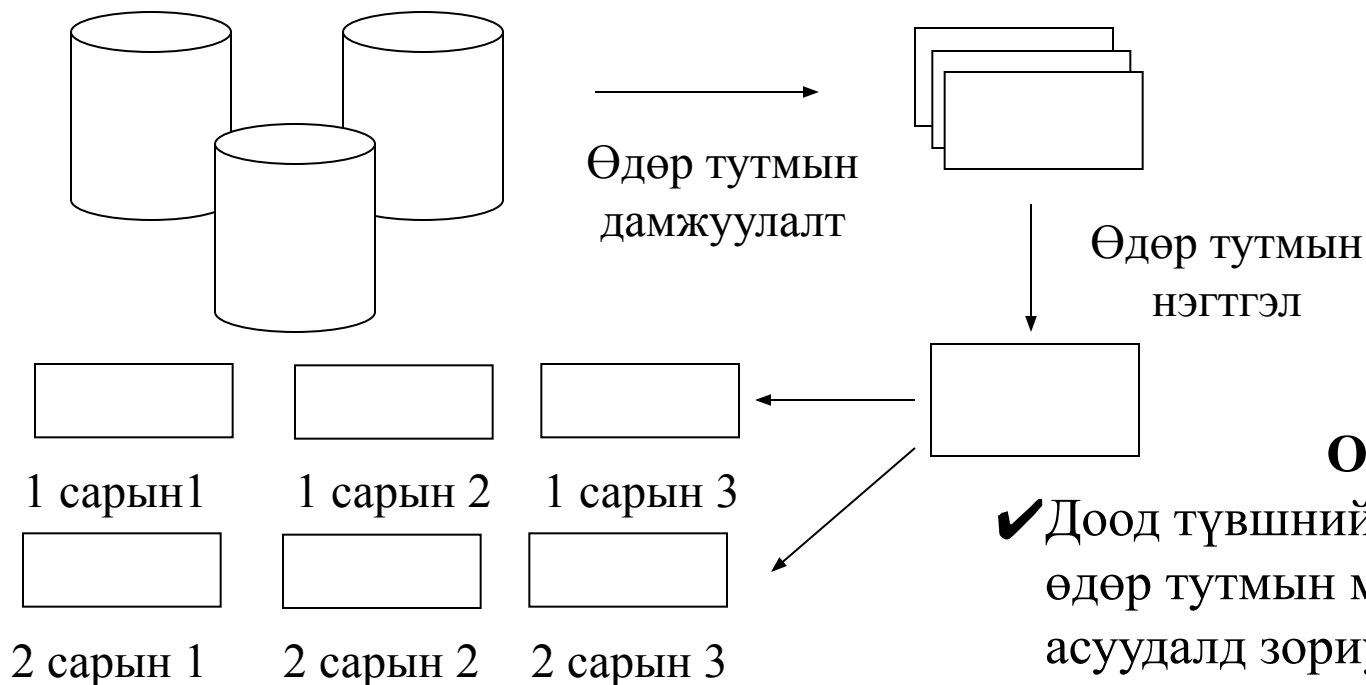 Өдөр тутмын
дамжуулалт
Өдөр тутмын
нэгтгэл
1 сарын1 1 сарын 2 1 сарын 3
2 сарын 1 2 сарын 2 2 сарын 3
✔Доод түвшний
өдөр тутмын
асуудалд